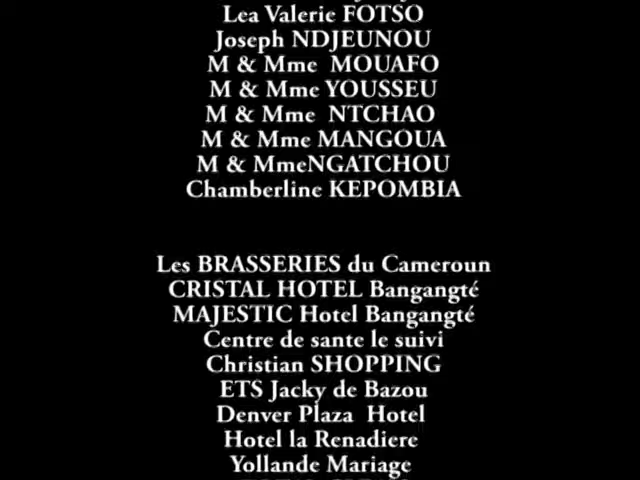 Lea Valerie FOTSO
Joseph NDJEUNOU
M & Mme MOUAFO
M & Mme YOUSSEU
M & Mme NTCHAO
M & Mme MANGOUA
M & MmeNGATCHOU
Chamberline KEPOMBIA
Les BRASSERIES du Cameroun
CRISTAL HOTEL Bangangté
MAJESTIC Hotel Bangangté
Centre de sante le suivi
Christian SHOPPING
ETS Jacky de Bazou
Denver Plaza Hotel
Hotel la Renadiere
Yollande Mariage